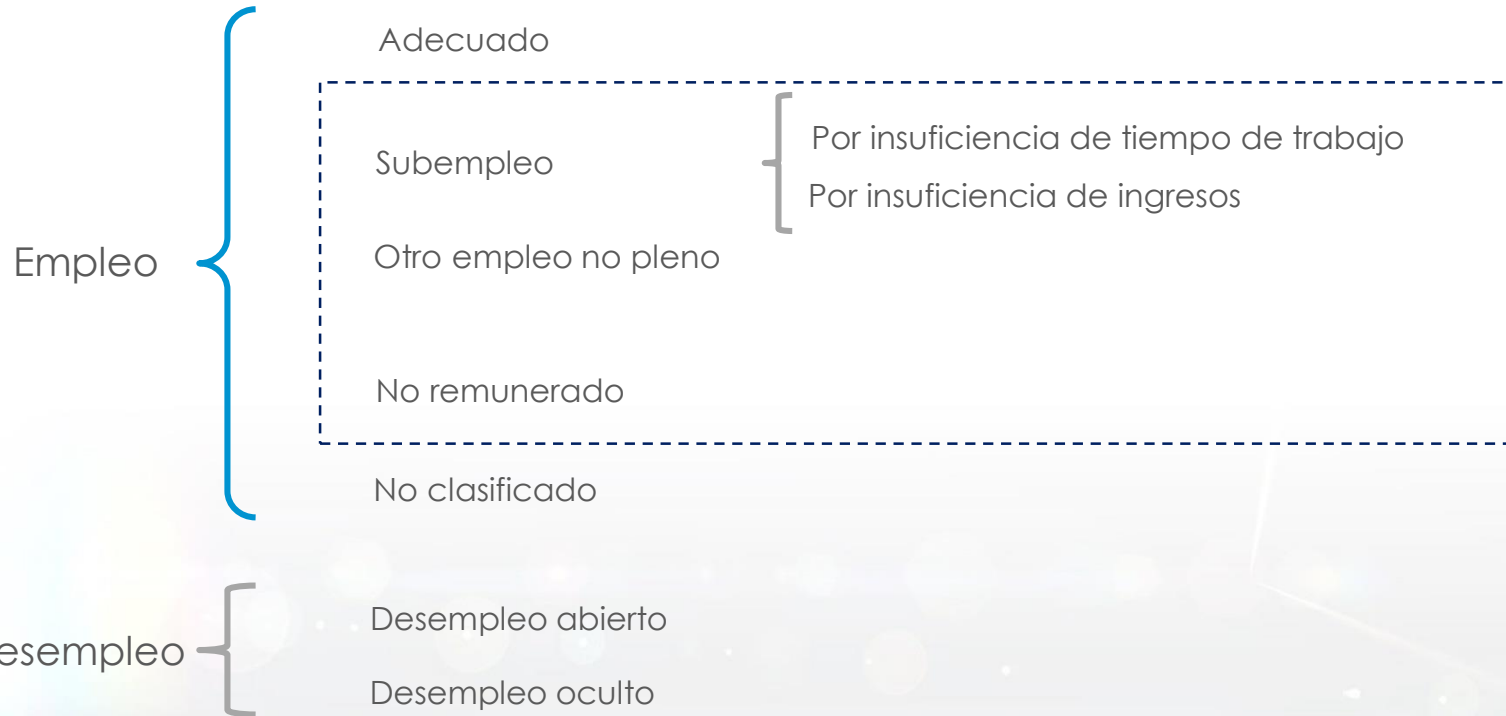 Adecuado
Por insuficiencia de tiempo de trabajo
Subempleo
Por insuficiencia de ingresos
Empleo
Otro empleo no pleno
No remunerado
No clasificado
Desempleo abierto
esempleo
Desempleo oculto